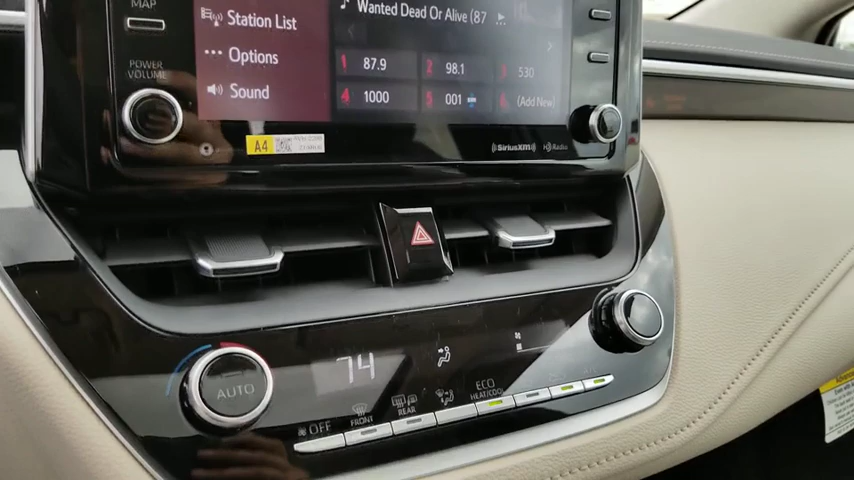 MAP
POWER
VOLUME
Station List
Options
Sound
Wanted Dead Or Alive (87
1 87.9
2 98.1
3 530
4 1000
5 001
6 (Add New)
A4
SiriusXM
HD Radio
AUTO
74
OFF
FRONT
REAR
ECO
HEAT/COOL